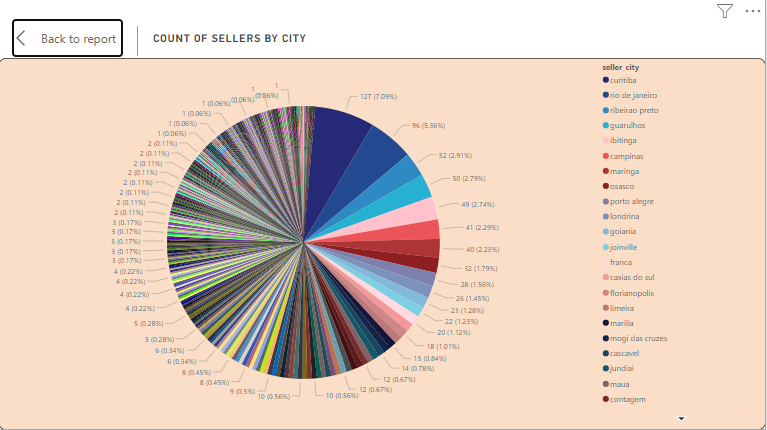 Back to report
COUNT OF SELLERS BY CITY
seller_city
curitiba
rio de janeiro
ribeirao preto
guarulhos
ibitinga
campinas
maringa
osasco
porto alegre
londrina
goiania
joinville
franca
caxias do sul
florianopolis
limeira
marilia
mogi das cruzes
cascavel
jundiai
maua
contagem
127 (7.09%)
96 (5.36%)
52 (2.91%)
50 (2.79%)
49 (2.74%)
41 (2.29%)
40 (2.23%)
32 (1.79%)
28 (1.56%)
26 (1.45%)
23 (1.28%)
22 (1.23%)
20 (1.12%)
18 (1.01%)
15 (0.84%)
14 (0.78%)
12 (0.67%)
12 (0.67%)
10 (0.56%)
10 (0.56%)
9 (0.5%)
8 (0.45%)
8 (0.45%)
6 (0.34%)
6 (0.34%)
5 (0.28%)
5 (0.28%)
4 (0.22%)
4 (0.22%)
4 (0.22%)
4 (0.22%)
3 (0.17%)
3 (0.17%)
3 (0.17%)
3 (0.17%)
2 (0.11%)
2 (0.11%)
2 (0.11%)
2 (0.11%)
2 (0.11%)
2 (0.11%)
2 (0.11%)
1 (0.06%)
1 (0.06%)
1 (0.06%)
1 (0.06%)
1
(0.06%)
1